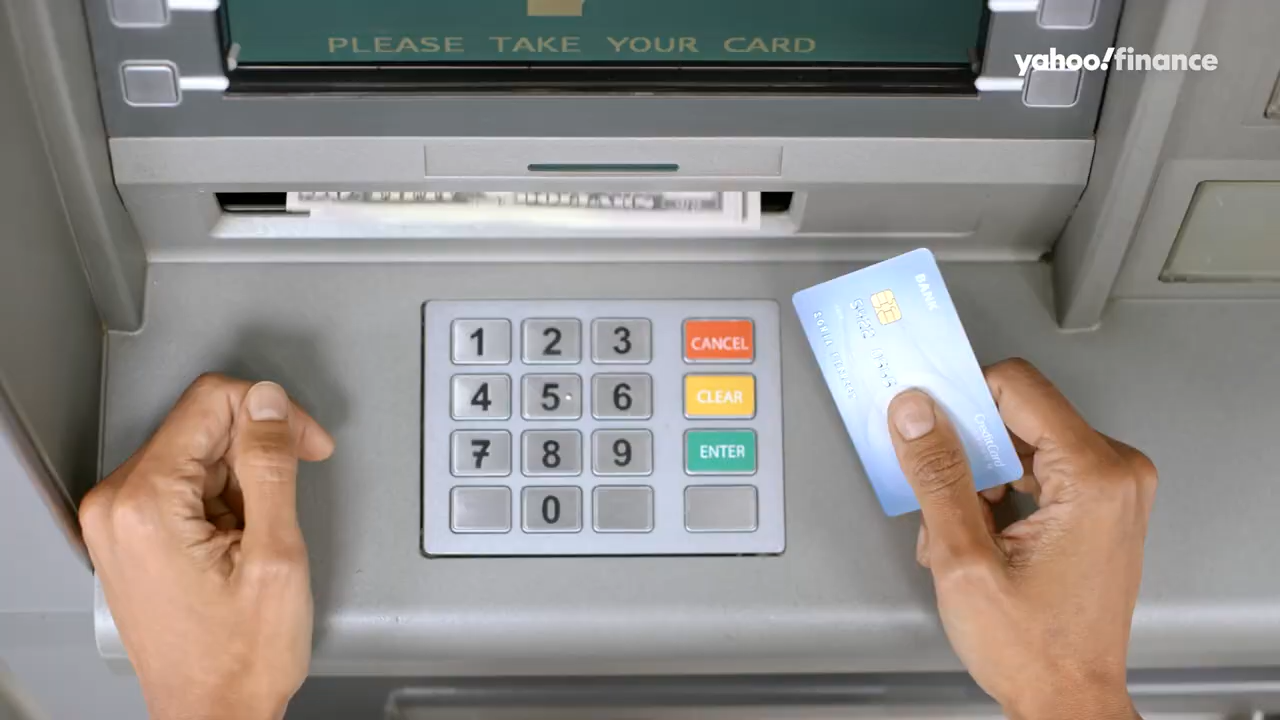 PLEASE TAKE YOUR CARD
yahoo!finance
1 2 3 CANCEL
4 5 6 CLEAR
7 8 9 ENTER
0
BANK
CreditCard